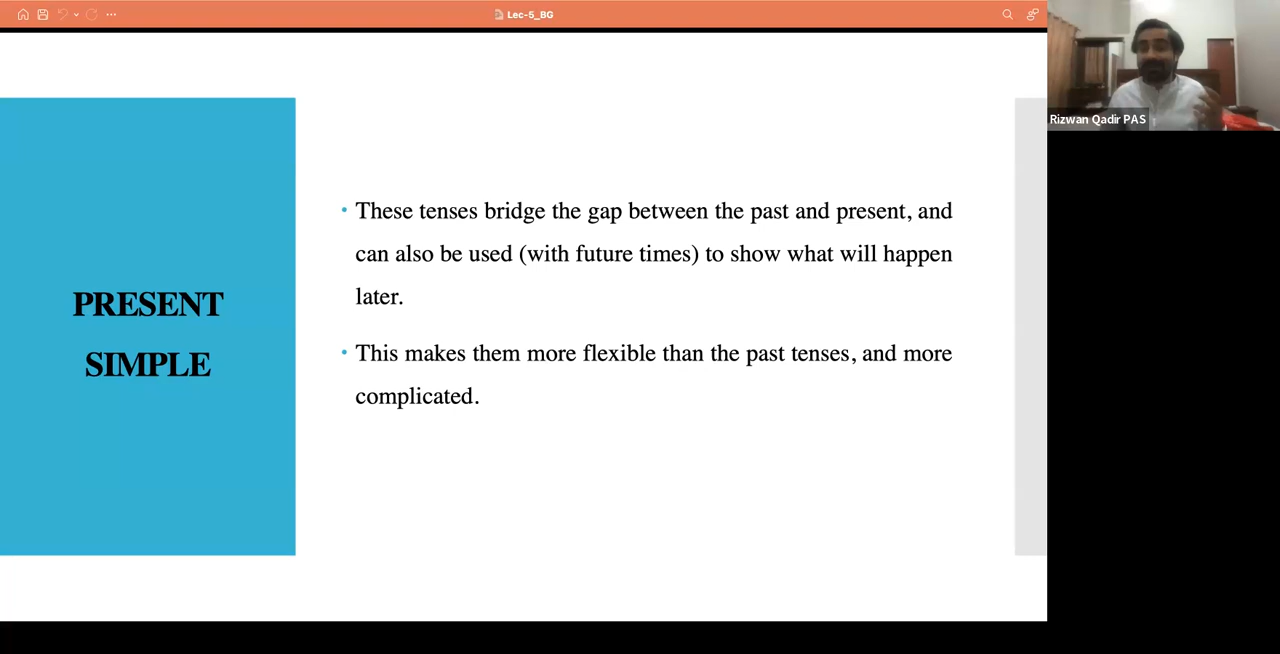 Lec-5_BG
Rizwan Qadir PAS
PRESENT
SIMPLE
• These tenses bridge the gap between the past and present, and
can also be used (with future times) to show what will happen
later.
• This makes them more flexible than the past tenses, and more
complicated.